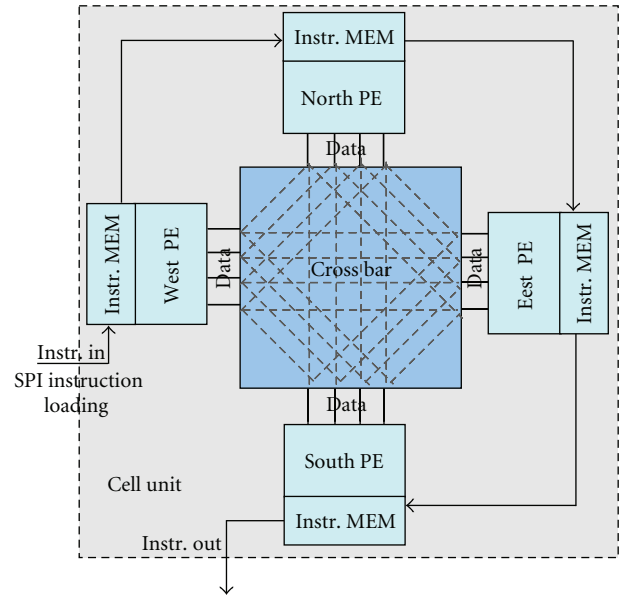 Instr. MEM
North PE
Data
Instr. MEM
West PE
Data
Cross bar
Data
Eest PE
Instr. MEM
Instr. in
SPI instruction
loading
Data
South PE
Instr. MEM
Cell unit
Instr. out